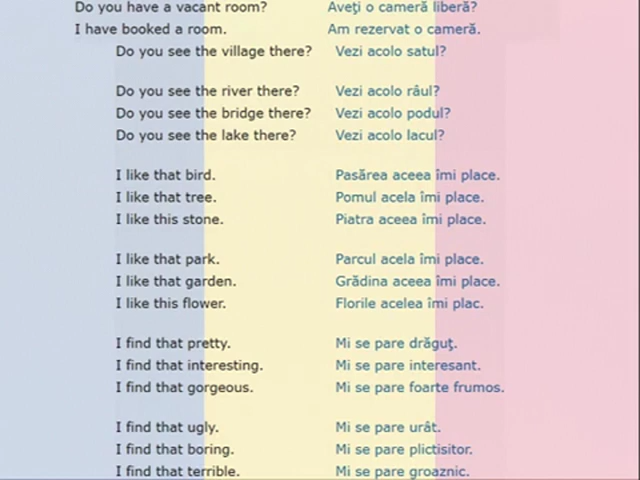 Do you have a vacant room? Aveţi o cameră liberă?
I have booked a room. Am rezervat o cameră.
Do you see the village there? Vezi acolo satul?
Do you see the river there? Vezi acolo râul?
Do you see the bridge there? Vezi acolo podul?
Do you see the lake there? Vezi acolo lacul?
I like that bird. Pasărea aceea îmi place.
I like that tree. Pomul acela îmi place.
I like this stone. Piatra aceea îmi place.
I like that park. Parcul acela îmi place.
I like that garden. Grădina aceea îmi place.
I like this flower. Florile acelea îmi plac.
I find that pretty. Mi se pare drăguţ.
I find that interesting. Mi se pare interesant.
I find that gorgeous. Mi se pare foarte frumos.
I find that ugly. Mi se pare urât.
I find that boring. Mi se pare plictisitor.
I find that terrible. Mi se pare groaznic.